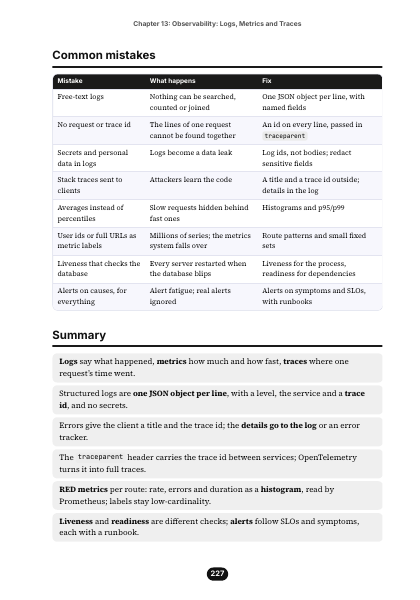 Chapter 13: Observability: Logs, Metrics and Traces
Common mistakes
Mistake What happens Fix
Free-text logs Nothing can be searched, One JSON object per line, with
counted or joined named fields
No request or trace id The lines of one request An id on every line, passed in
cannot be found together traceparent
Secrets and personal Logs become a data leak Log ids, not bodies; redact
data in logs sensitive fields
Stack traces sent to Attackers learn the code A title and a trace id outside;
clients details in the log
Averages instead of Slow requests hidden behind Histograms and p95/p99
percentiles fast ones
User ids or full URLs as Millions of series; the metrics Route patterns and small fixed
metric labels system falls over sets
Liveness that checks the Every server restarted when Liveness for the process,
database the database blips readiness for dependencies
Alerts on causes, for Alert fatigue; real alerts Alerts on symptoms and SLOs,
everything ignored with runbooks
Summary
Logs say what happened, metrics how much and how fast, traces where one
request's time went.
Structured logs are one JSON object per line, with a level, the service and a trace
id, and no secrets.
Errors give the client a title and the trace id; the details go to the log or an error
tracker.
The traceparent header carries the trace id between services; OpenTelemetry
turns it into full traces.
RED metrics per route: rate, errors and duration as a histogram, read by
Prometheus; labels stay low-cardinality.
Liveness and readiness are different checks; alerts follow SLOs and symptoms,
each with a runbook.
227